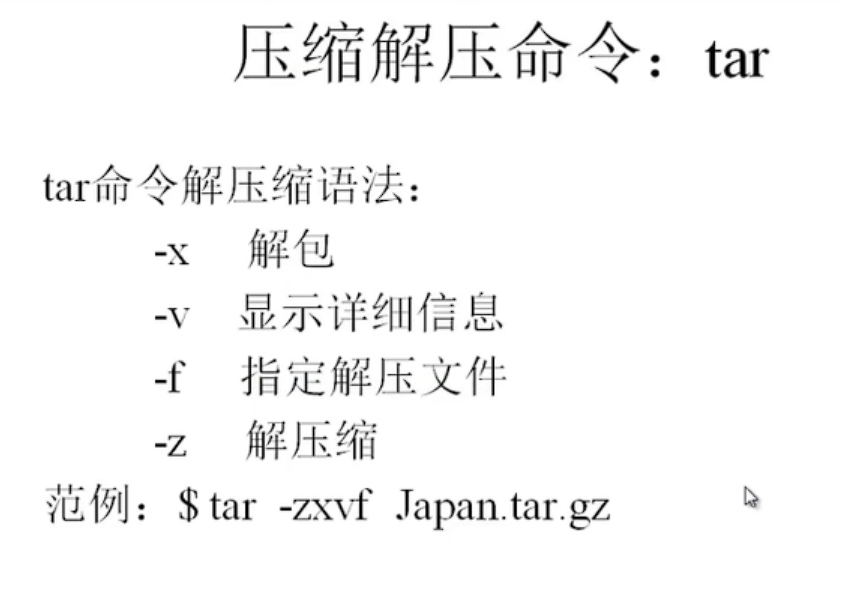 压缩解压命令：tar
tar命令解压缩语法：
-x 解包
-v 显示详细信息
-f 指定解压文件
-z 解压缩
范例：$ tar -zxvf Japan.tar.gz